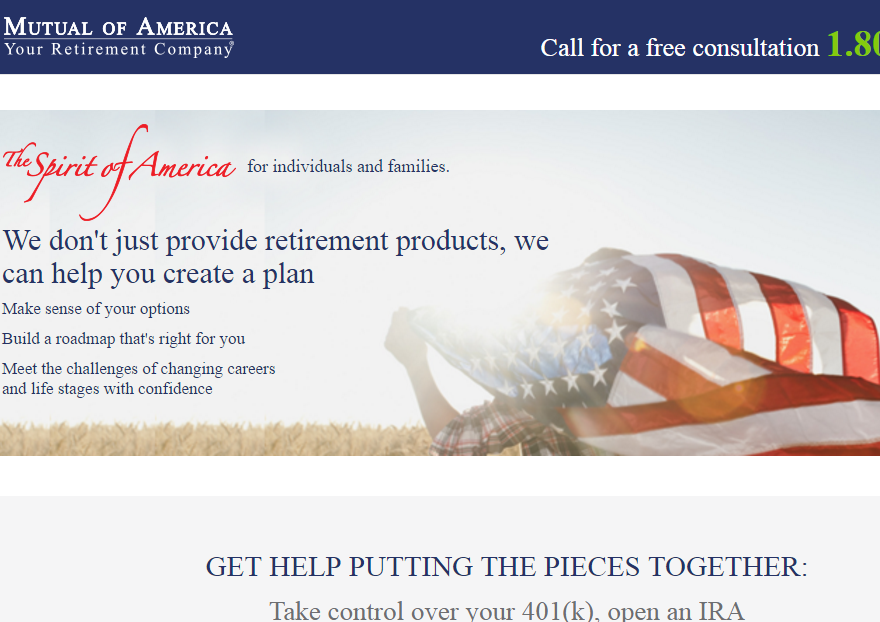 MUTUAL OF AMERICA
Your Retirement Company®
Call for a free consultation 1.80
The Spirit of America for individuals and families.
We don't just provide retirement products, we
can help you create a plan
Make sense of your options
Build a roadmap that's right for you
Meet the challenges of changing careers
and life stages with confidence
GET HELP PUTTING THE PIECES TOGETHER:
Take control over your 401(k), open an IRA